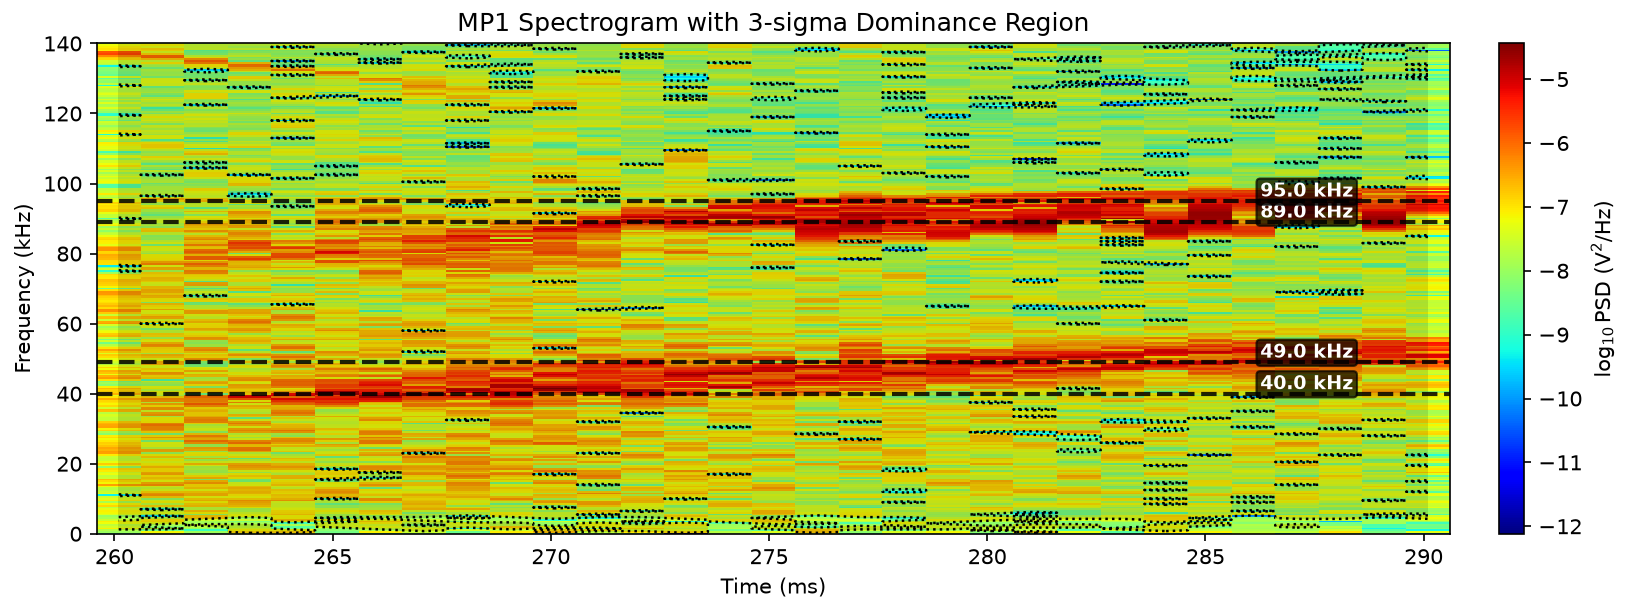 MP1 Spectrogram with 3-sigma Dominance Region
Frequency (kHz)
140
120
100
80
60
40
20
0
95.0 kHz
89.0 kHz
49.0 kHz
40.0 kHz
260
265
270
275
280
285
290
Time (ms)
−5
−6
−7
−8
−9
−10
−11
−12
log₁₀ PSD (V²/Hz)